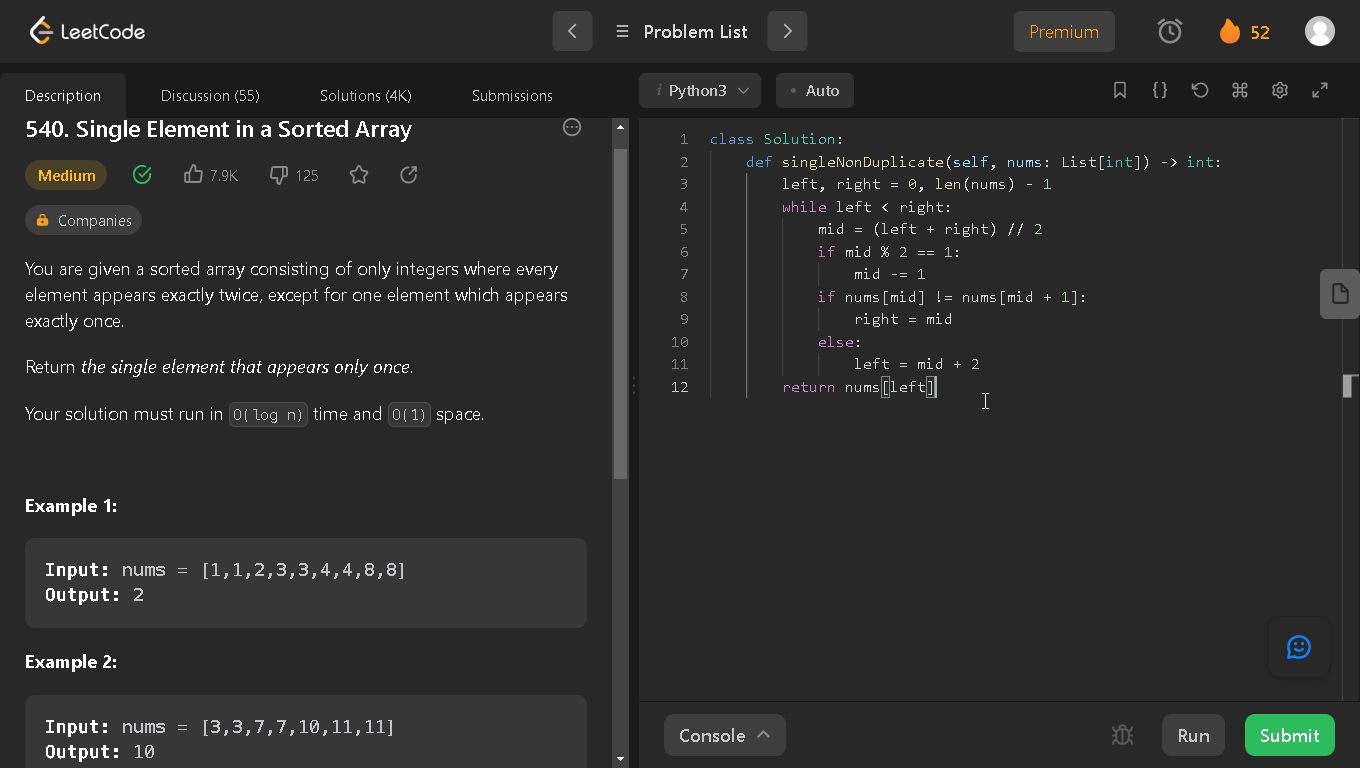 LeetCode
Problem List
Premium
52
Description
Discussion (55)
Solutions (4K)
Submissions
i Python3
• Auto
540. Single Element in a Sorted Array
Medium
7.9K
125
Companies
You are given a sorted array consisting of only integers where every
element appears exactly twice, except for one element which appears
exactly once.
Return the single element that appears only once.
Your solution must run in O(log n) time and O(1) space.
Example 1:
Input: nums = [1,1,2,3,3,4,4,8,8]
Output: 2
Example 2:
Input: nums = [3,3,7,7,10,11,11]
Output: 10
1 class Solution:
2 def singleNonDuplicate(self, nums: List[int]) -> int:
3 left, right = 0, len(nums) - 1
4 while left < right:
5 mid = (left + right) // 2
6 if mid % 2 == 1:
7 mid -= 1
8 if nums[mid] != nums[mid + 1]:
9 right = mid
10 else:
11 left = mid + 2
12 return nums[left]
Console
Run
Submit